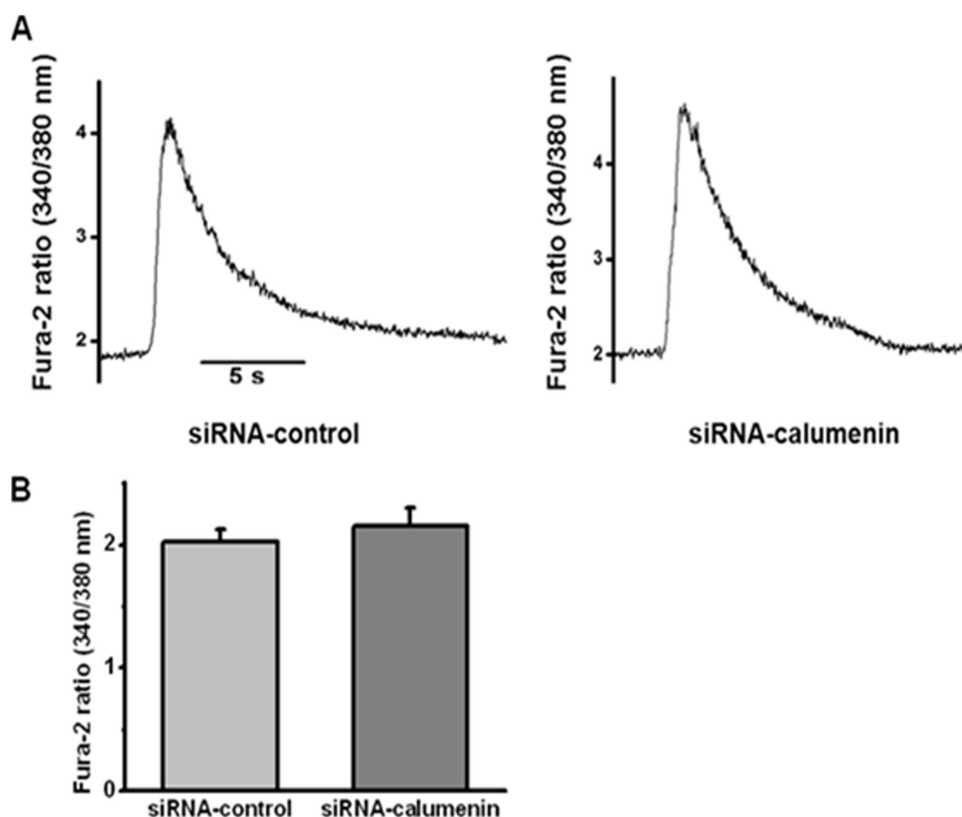 A
Fura-2 ratio (340/380 nm)
4
3
2
5 s
siRNA-control
Fura-2 ratio (340/380 nm)
4
3
2
siRNA-calumenin
B
Fura-2 ratio (340/380 nm)
2
1
0
siRNA-control
siRNA-calumenin